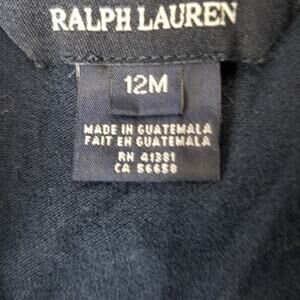 RALPH LAUREN
12M
MADE IN GUATEMALA
FAIT EN GUATEMALA
RN 41381
CA 56658